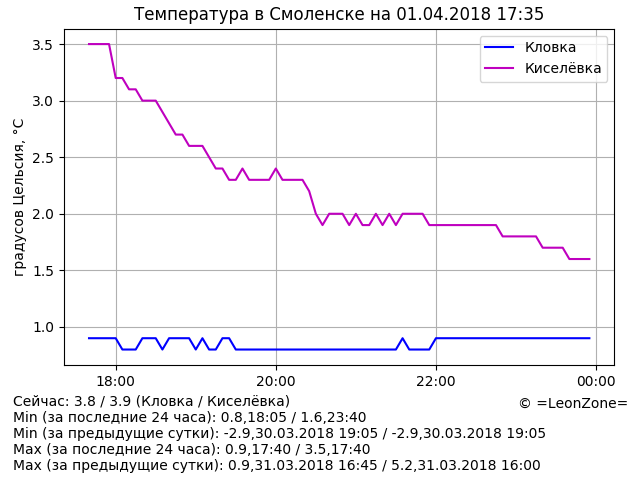 Температура в Смоленске на 01.04.2018 17:35
Кловка
Киселёвка
градусов Цельсия, °C
3.5
3.0
2.5
2.0
1.5
1.0
18:00 20:00 22:00 00:00
Сейчас: 3.8 / 3.9 (Кловка / Киселёвка)
© =LeonZone=
Min (за последние 24 часа): 0.8,18:05 / 1.6,23:40
Min (за предыдущие сутки): -2.9,30.03.2018 19:05 / -2.9,30.03.2018 19:05
Max (за последние 24 часа): 0.9,17:40 / 3.5,17:40
Max (за предыдущие сутки): 0.9,31.03.2018 16:45 / 5.2,31.03.2018 16:00